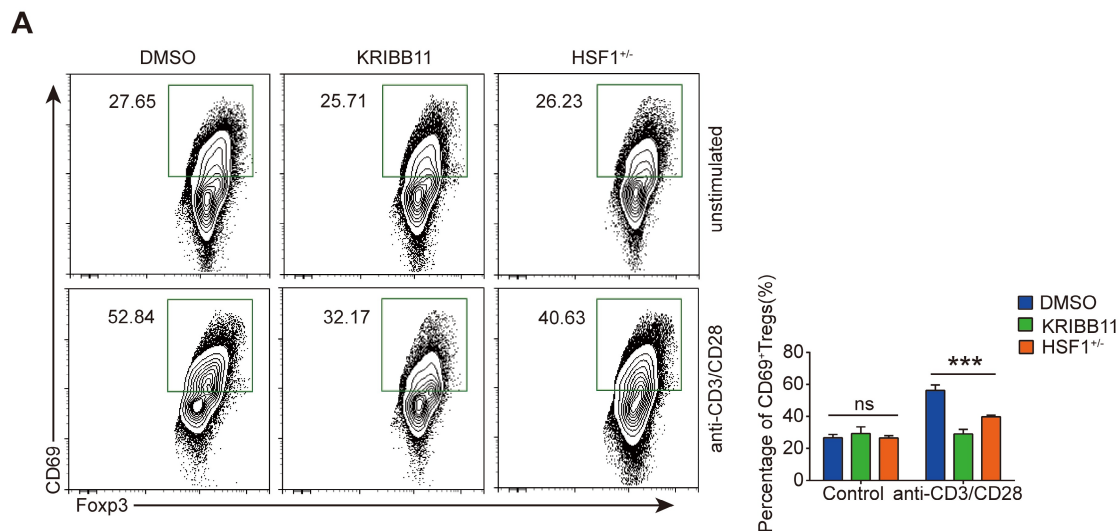 A
DMSO
KRIBB11
HSF1+/-
27.65
25.71
26.23
unstimulated
52.84
32.17
40.63
anti-CD3/CD28
CD69
Foxp3
DMSO
KRIBB11
HSF1+/-
Percentage of CD69+Tregs(%)
80
60
40
20
0
ns
***
Control
anti-CD3/CD28